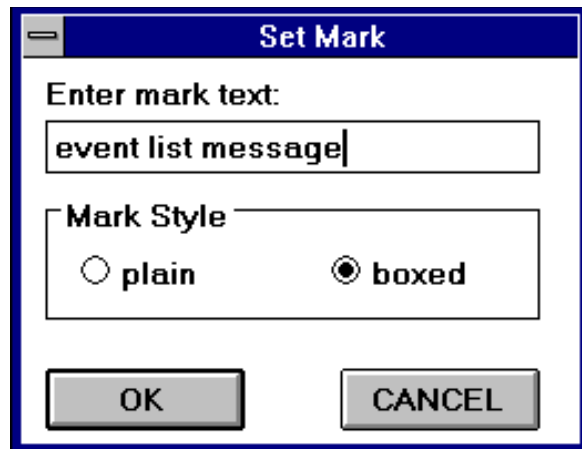 Set Mark
Enter mark text:
event list message
Mark Style
plain boxed
OK CANCEL